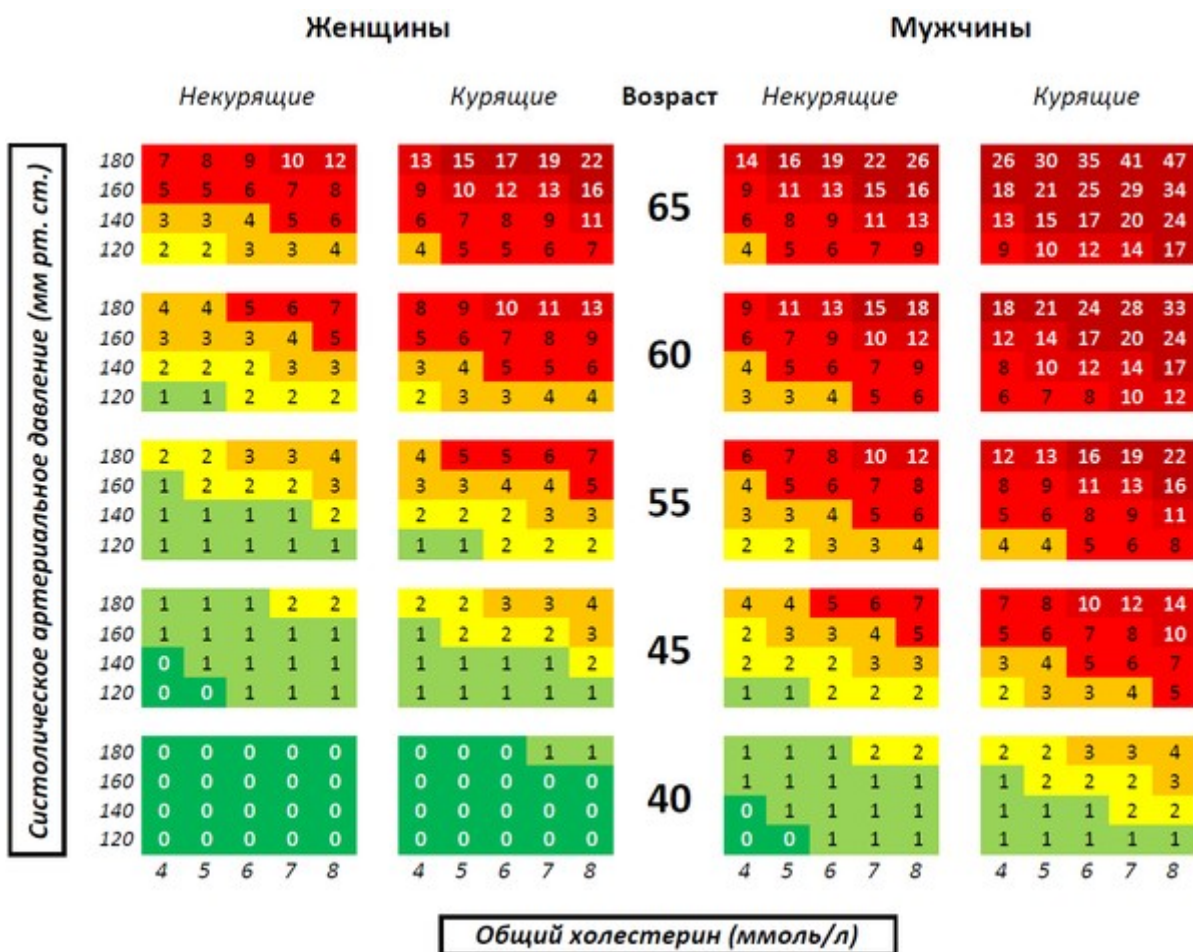 Женщины Мужчины
Некурящие Курящие Возраст Некурящие Курящие
Систолическое артериальное давление (мм рт. ст.)
180 7 8 9 10 12 13 15 17 19 22 14 16 19 22 26 26 30 35 41 47
160 5 5 6 7 8 9 10 12 13 16 9 11 13 15 16 18 21 25 29 34
65
140 3 3 4 5 6 6 7 8 9 11 6 8 9 11 13 13 15 17 20 24
120 2 2 3 3 4 4 5 5 6 7 4 5 6 7 9 9 10 12 14 17
180 4 4 5 6 7 8 9 10 11 13 9 11 13 15 18 18 21 24 28 33
160 3 3 3 4 5 5 6 7 8 9 6 7 9 10 12 12 14 17 20 24
60
140 2 2 2 3 3 3 4 5 5 6 4 5 6 7 9 8 10 12 14 17
120 1 1 2 2 2 2 3 3 4 4 3 3 4 5 6 6 7 8 10 12
180 2 2 3 3 4 4 5 5 6 7 6 7 8 10 12 12 13 16 19 22
160 1 2 2 2 3 3 3 4 4 5 4 5 6 7 8 8 9 11 13 16
55
140 1 1 1 1 2 2 2 2 3 3 3 3 4 5 6 5 6 8 9 11
120 1 1 1 1 1 1 1 2 2 2 2 2 3 3 4 4 4 5 6 8
180 1 1 1 2 2 2 2 3 3 4 4 4 5 6 7 7 8 10 12 14
160 1 1 1 1 1 1 2 2 2 3 2 3 3 4 5 5 6 7 8 10
45
140 0 1 1 1 1 1 1 1 1 2 2 2 2 3 3 3 4 5 6 7
120 0 0 1 1 1 1 1 1 1 1 1 1 2 2 2 2 3 3 4 5
180 0 0 0 0 0 0 0 0 1 1 1 1 1 2 2 2 2 3 3 4
160 0 0 0 0 0 0 0 0 0 0 1 1 1 1 1 1 2 2 2 3
40
140 0 0 0 0 0 0 0 0 0 0 0 1 1 1 1 1 1 1 2 2
120 0 0 0 0 0 0 0 0 0 0 0 0 1 1 1 1 1 1 1 1
4 5 6 7 8 4 5 6 7 8 4 5 6 7 8 4 5 6 7 8
Общий холестерин (ммоль/л)